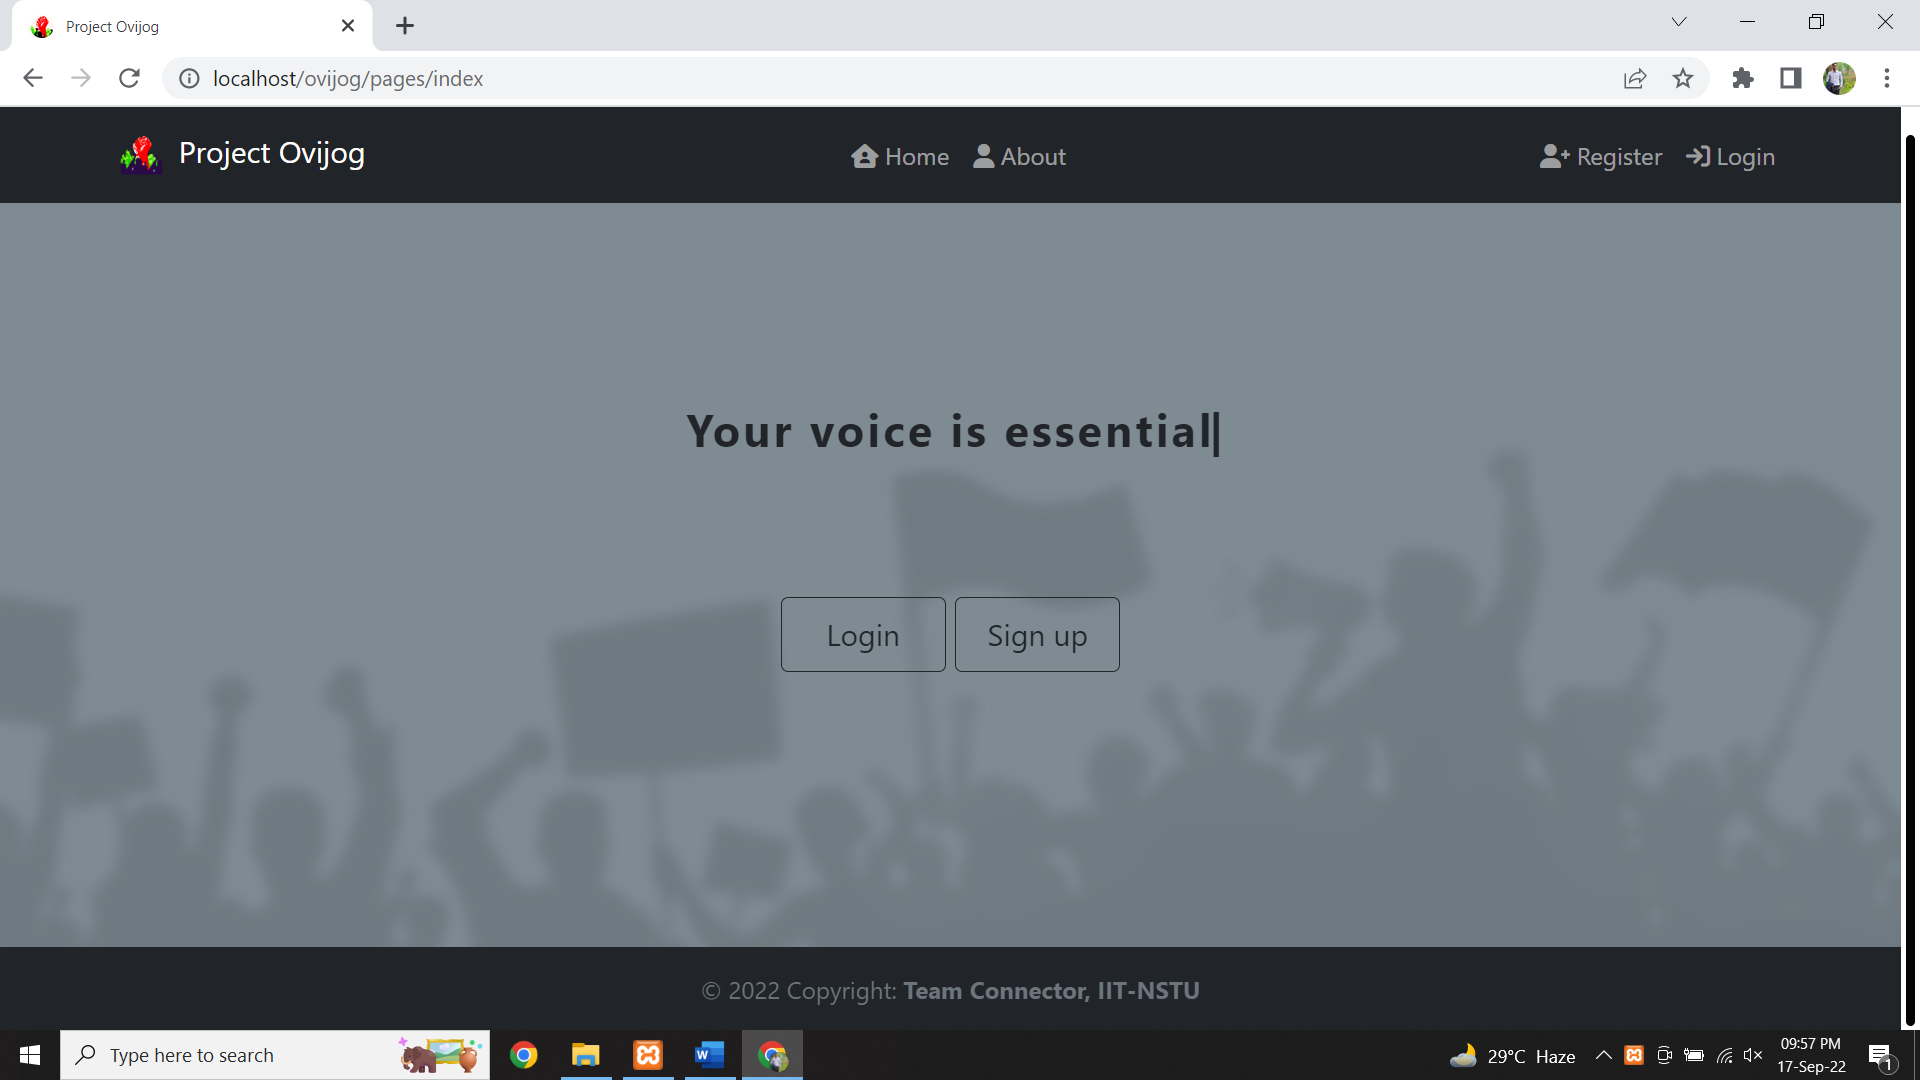 Project Ovijog
localhost/ovijog/pages/index
Project Ovijog
Home
About
Register
Login
Your voice is essential
Login
Sign up
© 2022 Copyright: Team Connector, IIT-NSTU
Type here to search
29°C Haze
09:57 PM
17-Sep-22
1